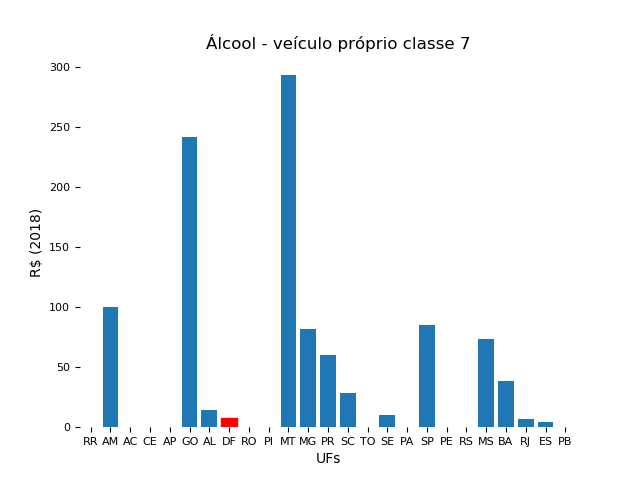 Álcool - veículo próprio classe 7
300
250
200
150
100
50
0
R$ (2018)
RR AM AC CE AP GO AL DF RO PI MT MG PR SC TO SE PA SP PE RS MS BA RJ ES PB
UFs